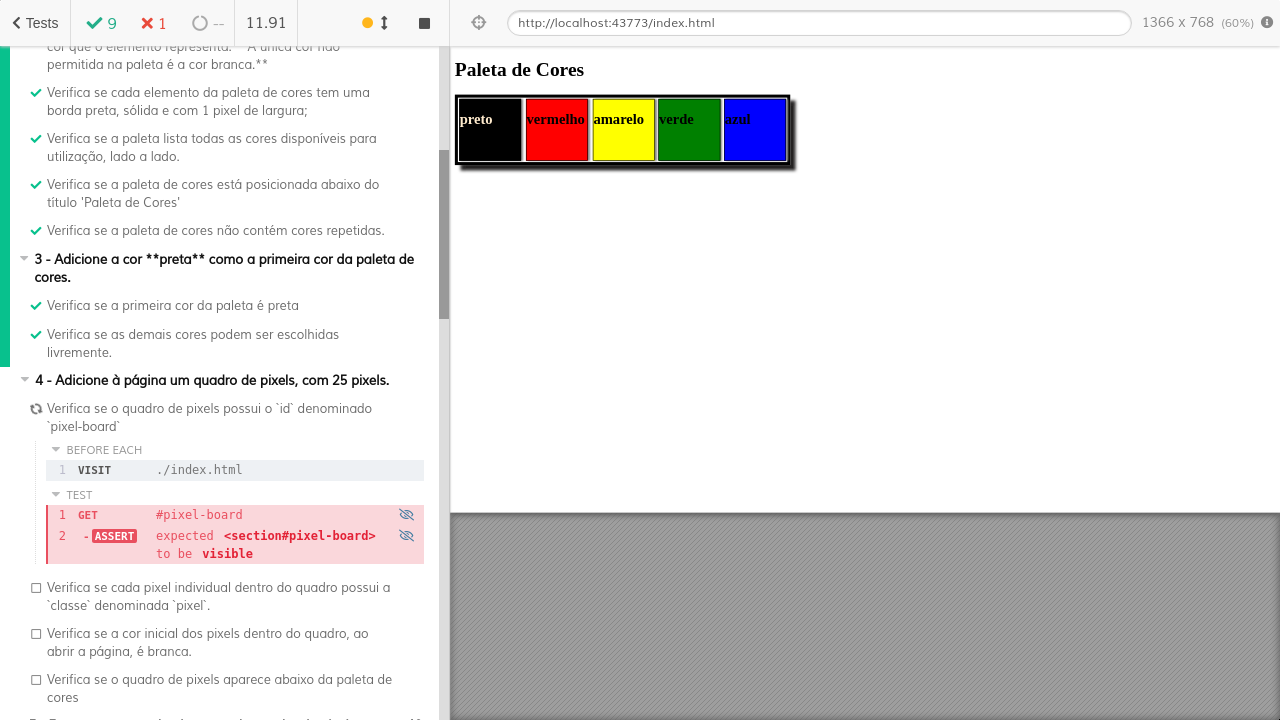 Tests 9 1 -- 11.91 http://localhost:43773/index.html 1366 x 768 (60%)
cor que o elemento representa. **A única cor não
permitida na paleta é a cor branca.**
Verifica se cada elemento da paleta de cores tem uma
borda preta, sólida e com 1 pixel de largura;
Verifica se a paleta lista todas as cores disponíveis para
utilização, lado a lado.
Verifica se a paleta de cores está posicionada abaixo do
título 'Paleta de Cores'
Verifica se a paleta de cores não contém cores repetidas.
3 - Adicione a cor **preta** como a primeira cor da paleta de
cores.
Verifica se a primeira cor da paleta é preta
Verifica se as demais cores podem ser escolhidas
livremente.
4 - Adicione à página um quadro de pixels, com 25 pixels.
Verifica se o quadro de pixels possui o `id` denominado
`pixel-board`
BEFORE EACH
1 VISIT ./index.html
TEST
1 GET #pixel-board
2 -ASSERT expected <section#pixel-board>
to be visible
Verifica se cada pixel individual dentro do quadro possui a
`classe` denominada `pixel`.
Verifica se a cor inicial dos pixels dentro do quadro, ao
abrir a página, é branca.
Verifica se o quadro de pixels aparece abaixo da paleta de
cores
Paleta de Cores
preto vermelho amarelo verde azul